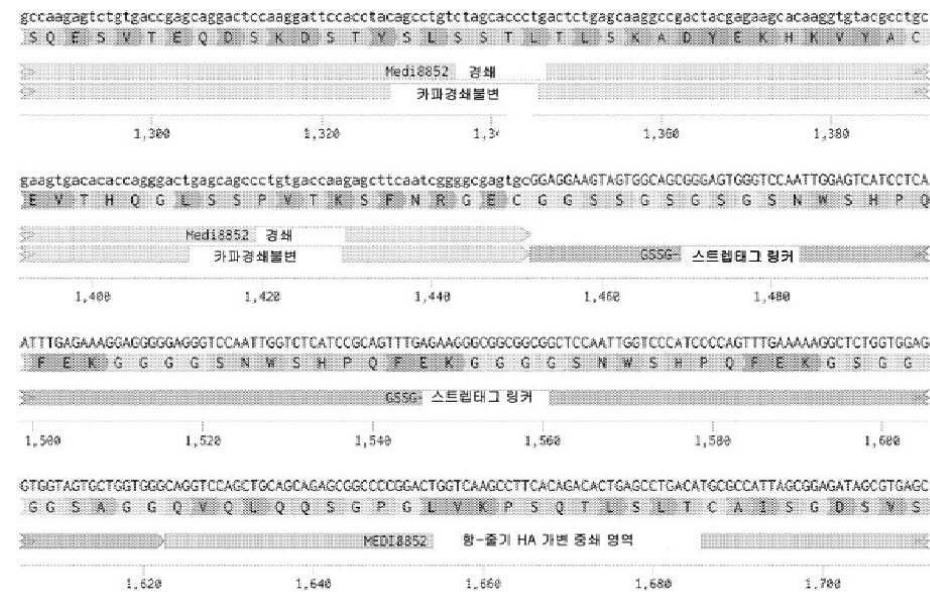 gccaagagtctgtgaccgagcaggactccaaggattccacctacagcctgtctagcaccctgactctgagcaaggccgactacgagaagcacaaggtgtacgcctgc
S Q E S V T E Q D S K D S T Y S L S S T L T L S K A D Y E K H K V Y A C
Medi8852 경쇄
카파경쇄불변
1,300 1,320 1,34 1,360 1,380
gaagtgacacaccagggactgagcagccctgtgaccaagagcttcaatcggggcgagtgcGGAGGAAGTAGTGGCAGCGGGAGTGGGTCCAATTGGAGTCATCCTCA
E V T H Q G L S S P V T K S F N R G E C G G S S G S G S G S N W S H P Q
Medi8852 경쇄
카파경쇄불변
GSSG- 스트렙태그 링커
1,400 1,420 1,440 1,460 1,480
ATTTGAGAAAGGAGGGGGAGGGTCCAATTGGTCTCATCCGCAGTTTGAGAAGGGCGGCGGCGGCTCCAATTGGTCCCATCCCCAGTTTGAAAAAGGCTCTGGTGGAG
F E K G G G G S N W S H P Q F E K G G G G S N W S H P Q F E K G S G G
GSSG- 스트렙태그 링커
1,500 1,520 1,540 1,560 1,580 1,600
GTGGTAGTGCTGGTGGGCAGGTCCAGCTGCAGCAGAGCGGCCCCGGACTGGTCAAGCCTTCACAGACACTGAGCCTGACATGCGCCATTAGCGGAGATAGCGTGAGC
G G S A G G Q V Q L Q Q S G P G L V K P S Q T L S L T C A I S G D S V S
MEDI8852 항-줄기 HA 가변 중쇄 영역
1,620 1,640 1,660 1,680 1,700